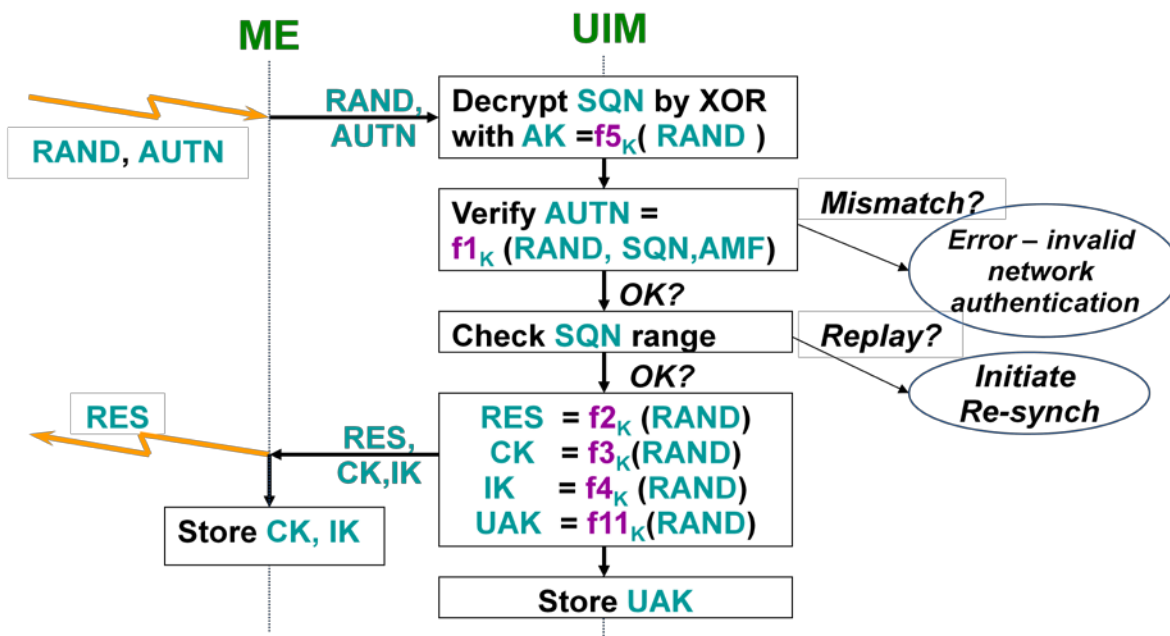 ME
UIM
RAND, AUTN
RAND,
AUTN
Decrypt SQN by XOR
with AK =f5K( RAND )
Verify AUTN =
f1K (RAND, SQN,AMF)
Mismatch?
Error – invalid
network
authentication
OK?
Check SQN range
Replay?
Initiate
Re-synch
OK?
RES = f2K (RAND)
CK = f3K(RAND)
IK = f4K (RAND)
UAK = f11K(RAND)
RES,
CK,IK
RES
Store CK, IK
Store UAK